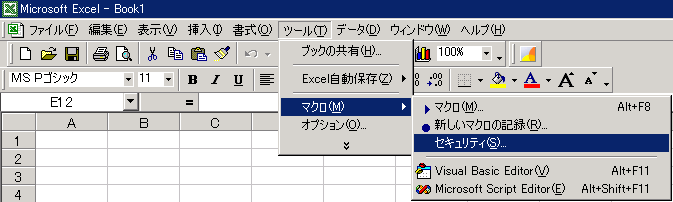 Microsoft Excel - Book1
ファイル(F) 編集(E) 表示(V) 挿入(I) 書式(O) ツール(T) データ(D) ウィンドウ(W) ヘルプ(H)
100%
MS Pゴシック 11 B I U
E12 =
A B C
1
2
3
4
ブックの共有(H)...
Excel自動保存(Z)
マクロ(M)
オプション(O)...
マクロ(M)... Alt+F8
新しいマクロの記録(R)...
セキュリティ(S)...
Visual Basic Editor(V) Alt+F11
Microsoft Script Editor(E) Alt+Shift+F11